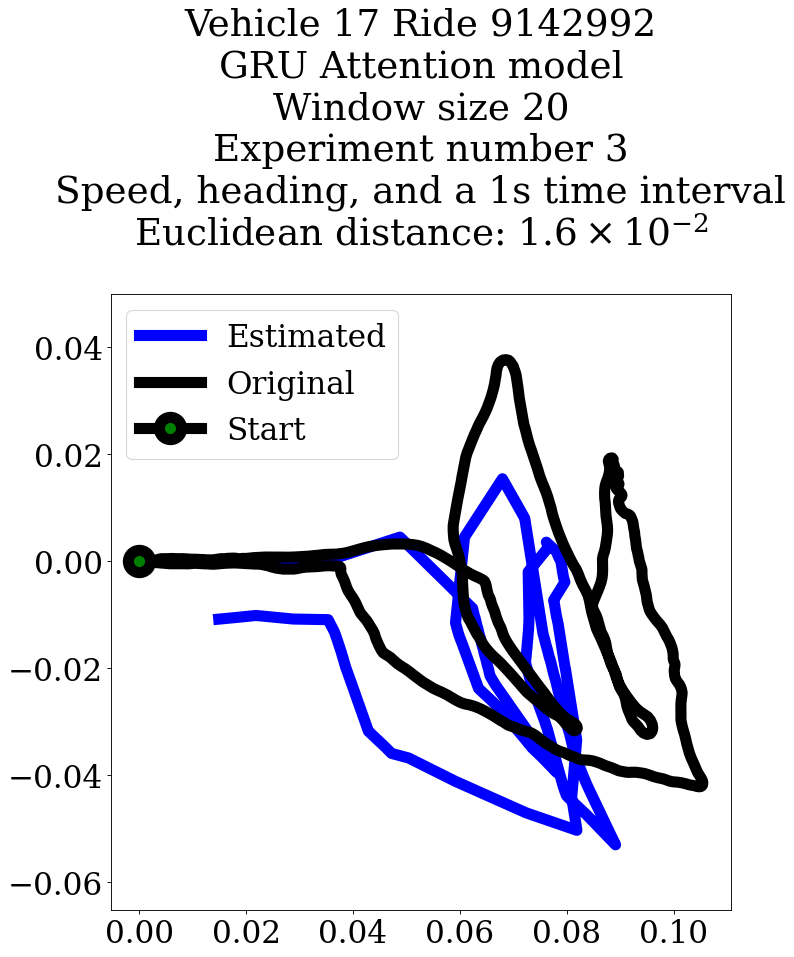 Vehicle 17 Ride 9142992
GRU Attention model
Window size 20
Experiment number 3
Speed, heading, and a 1s time interval
Euclidean distance: 1.6 × 10⁻²
Estimated
Original
Start
0.04
0.02
0.00
−0.02
−0.04
−0.06
0.00 0.02 0.04 0.06 0.08 0.10